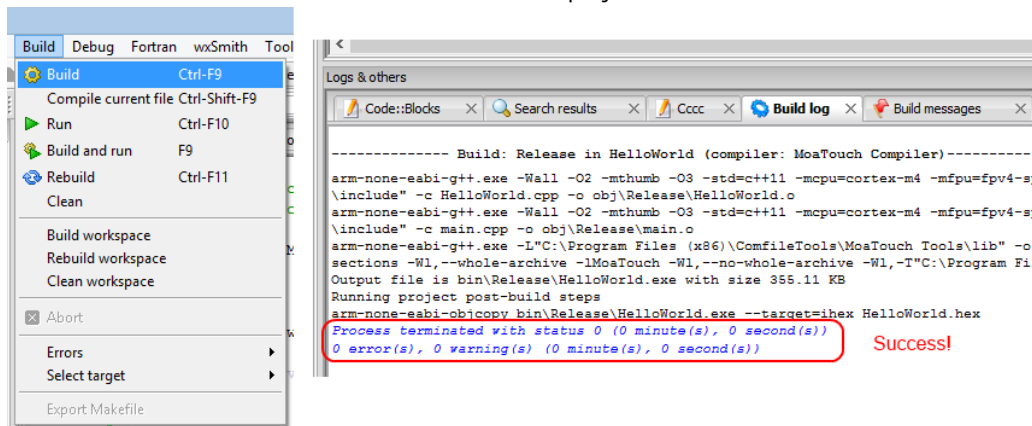 Build Debug Fortran wxSmith Tool
Build Ctrl-F9
Compile current file Ctrl-Shift-F9
Run Ctrl-F10
Build and run F9
Rebuild Ctrl-F11
Clean
Build workspace
Rebuild workspace
Clean workspace
Abort
Errors
Select target
Export Makefile
Logs & others
Code::Blocks Search results Cccc Build log Build messages
-------------- Build: Release in HelloWorld (compiler: MoaTouch Compiler)----------
arm-none-eabi-g++.exe -Wall -O2 -mthumb -O3 -std=c++11 -mcpu=cortex-m4 -mfpu=fpv4-s
\include" -c HelloWorld.cpp -o obj\Release\HelloWorld.o
arm-none-eabi-g++.exe -Wall -O2 -mthumb -O3 -std=c++11 -mcpu=cortex-m4 -mfpu=fpv4-s
\include" -c main.cpp -o obj\Release\main.o
arm-none-eabi-g++.exe -L"C:\Program Files (x86)\ComfileTools\MoaTouch Tools\lib" -o
sections -Wl,--whole-archive -lMoaTouch -Wl,--no-whole-archive -Wl,-T"C:\Program Fi
Output file is bin\Release\HelloWorld.exe with size 355.11 KB
Running project post-build steps
arm-none-eabi-objcopy bin\Release\HelloWorld.exe --target=ihex HelloWorld.hex
Process terminated with status 0 (0 minute(s), 0 second(s))
0 error(s), 0 warning(s) (0 minute(s), 0 second(s))
Success!